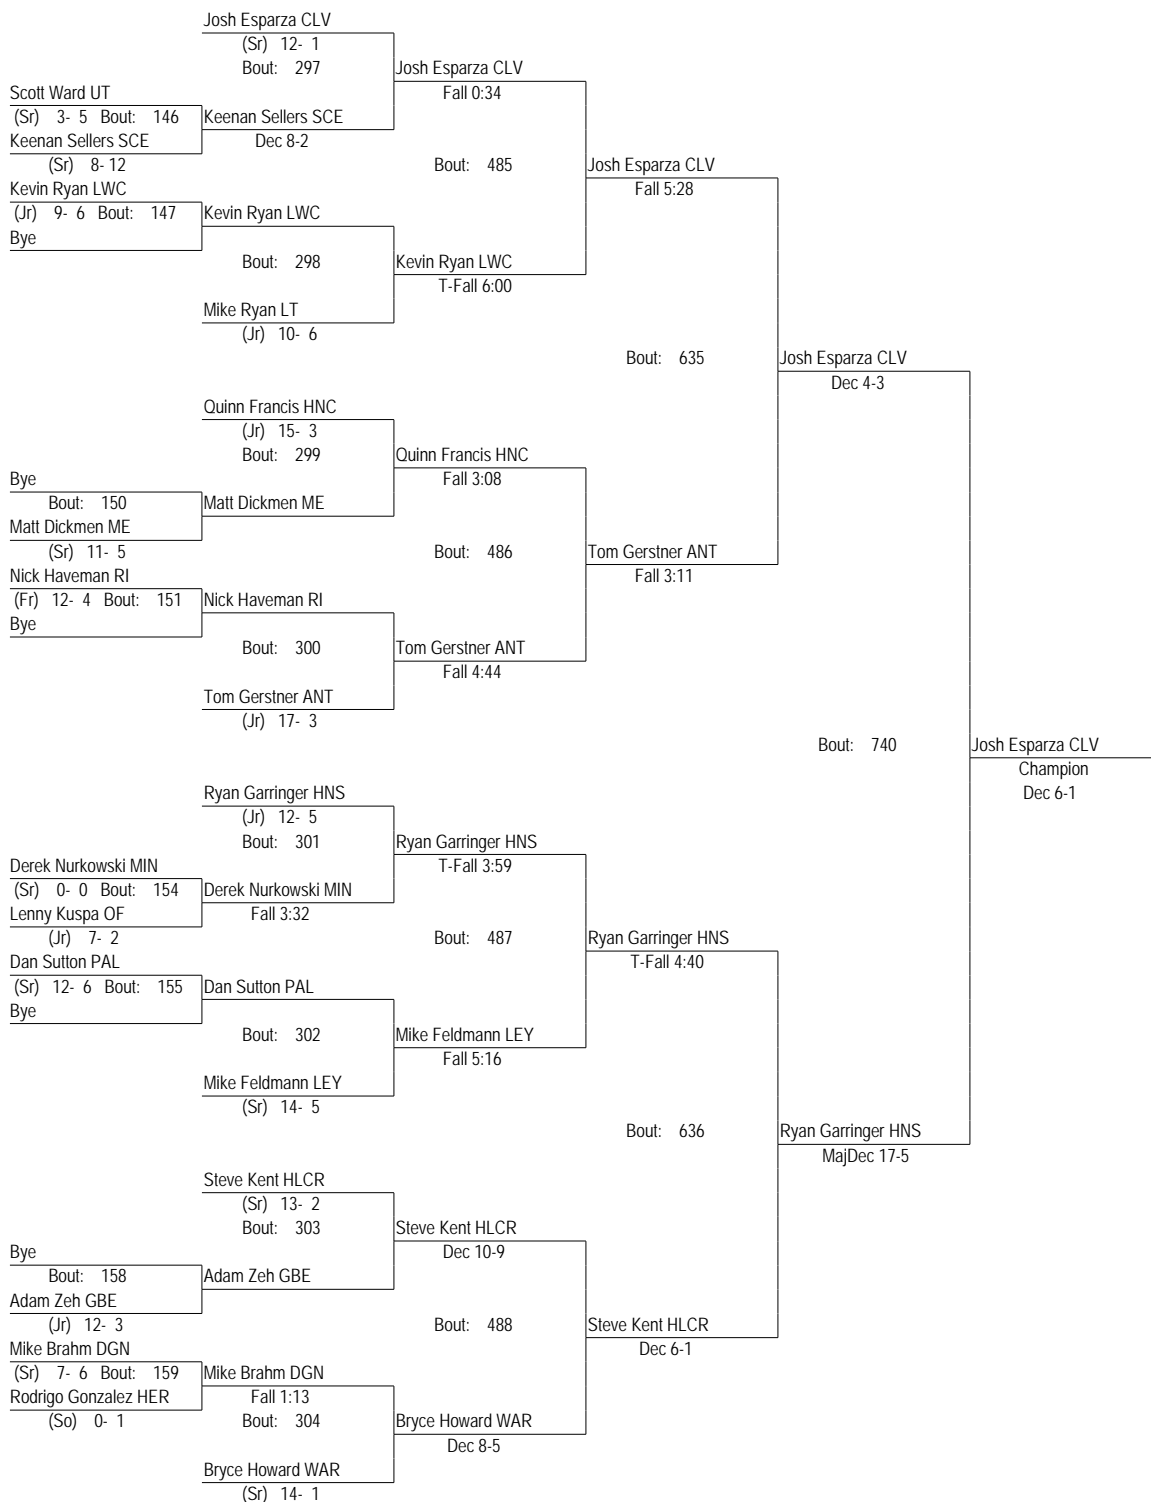 Josh Esparza CLV
(Sr) 12- 1
Bout: 297
Josh Esparza CLV
Fall 0:34
Scott Ward UT
(Sr) 3- 5 Bout: 146
Keenan Sellers SCE
Keenan Sellers SCE
Dec 8-2
(Sr) 8- 12
Bout: 485
Josh Esparza CLV
Fall 5:28
Kevin Ryan LWC
(Jr) 9- 6 Bout: 147
Kevin Ryan LWC
Bye
Bout: 298
Kevin Ryan LWC
T-Fall 6:00
Mike Ryan LT
(Jr) 10- 6
Bout: 635
Josh Esparza CLV
Dec 4-3
Quinn Francis HNC
(Jr) 15- 3
Bout: 299
Quinn Francis HNC
Fall 3:08
Bye
Bout: 150
Matt Dickmen ME
Matt Dickmen ME
(Sr) 11- 5
Bout: 486
Tom Gerstner ANT
Fall 3:11
Nick Haveman RI
(Fr) 12- 4 Bout: 151
Nick Haveman RI
Bye
Bout: 300
Tom Gerstner ANT
Fall 4:44
Tom Gerstner ANT
(Jr) 17- 3
Bout: 740
Josh Esparza CLV
Champion
Dec 6-1
Ryan Garringer HNS
(Jr) 12- 5
Bout: 301
Ryan Garringer HNS
T-Fall 3:59
Derek Nurkowski MIN
(Sr) 0- 0 Bout: 154
Derek Nurkowski MIN
Lenny Kuspa OF
Fall 3:32
(Jr) 7- 2
Bout: 487
Ryan Garringer HNS
T-Fall 4:40
Dan Sutton PAL
(Sr) 12- 6 Bout: 155
Dan Sutton PAL
Bye
Bout: 302
Mike Feldmann LEY
Fall 5:16
Mike Feldmann LEY
(Sr) 14- 5
Bout: 636
Ryan Garringer HNS
MajDec 17-5
Steve Kent HLCR
(Sr) 13- 2
Bout: 303
Steve Kent HLCR
Dec 10-9
Bye
Bout: 158
Adam Zeh GBE
Adam Zeh GBE
(Jr) 12- 3
Bout: 488
Steve Kent HLCR
Dec 6-1
Mike Brahm DGN
(Sr) 7- 6 Bout: 159
Mike Brahm DGN
Rodrigo Gonzalez HER
Fall 1:13
(So) 0- 1
Bout: 304
Bryce Howard WAR
Dec 8-5
Bryce Howard WAR
(Sr) 14- 1